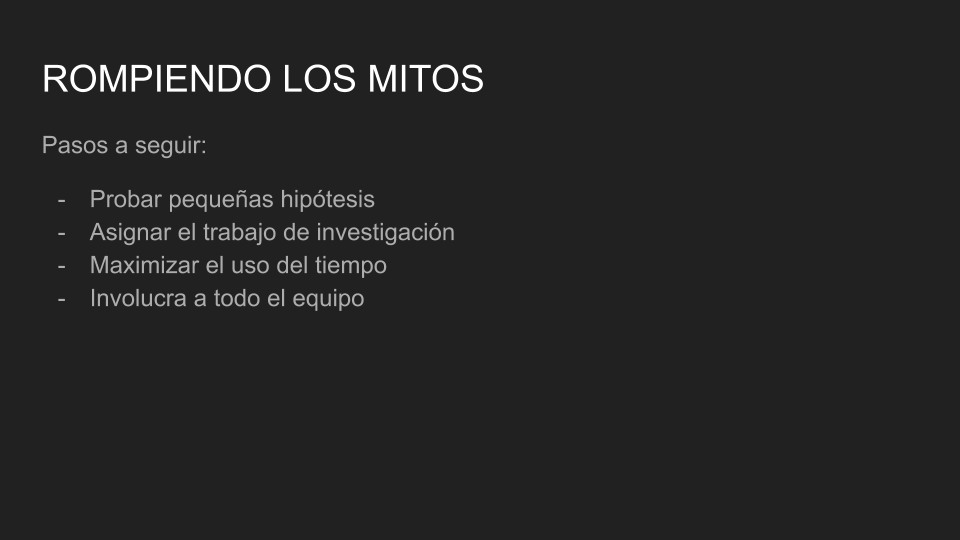 ROMPIENDO LOS MITOS
Pasos a seguir:
- Probar pequeñas hipótesis
- Asignar el trabajo de investigación
- Maximizar el uso del tiempo
- Involucra a todo el equipo